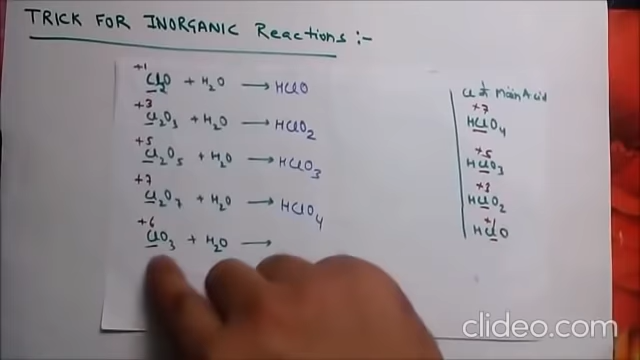 TRICK FOR INORGANIC Reactions :-
+1
Cl2O + H2O → HClO
+3
Cl2O3 + H2O → HClO2
+5
Cl2O5 + H2O → HClO3
+7
Cl2O7 + H2O → HClO4
+6
ClO3 + H2O →
Main Acid
+7
HClO4
+5
HClO3
+3
HClO2
+1
HClO
clideo.com